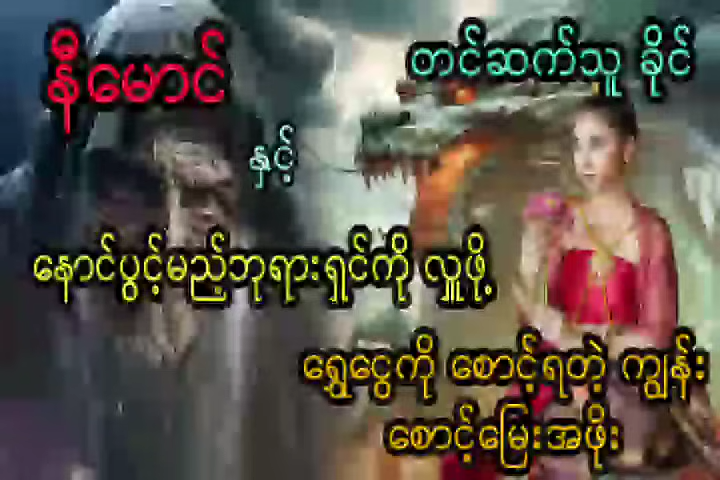 နီမောင်
တင်ဆက်သူ ခိုင်
နှင့်
နောင်ပွင့်မည့်ဘုရားရှင်ကို လှူဖို့
ရွှေငွေကို စောင့်ရတဲ့ ကျွန်း
စောင့်မြေးအဖိုး